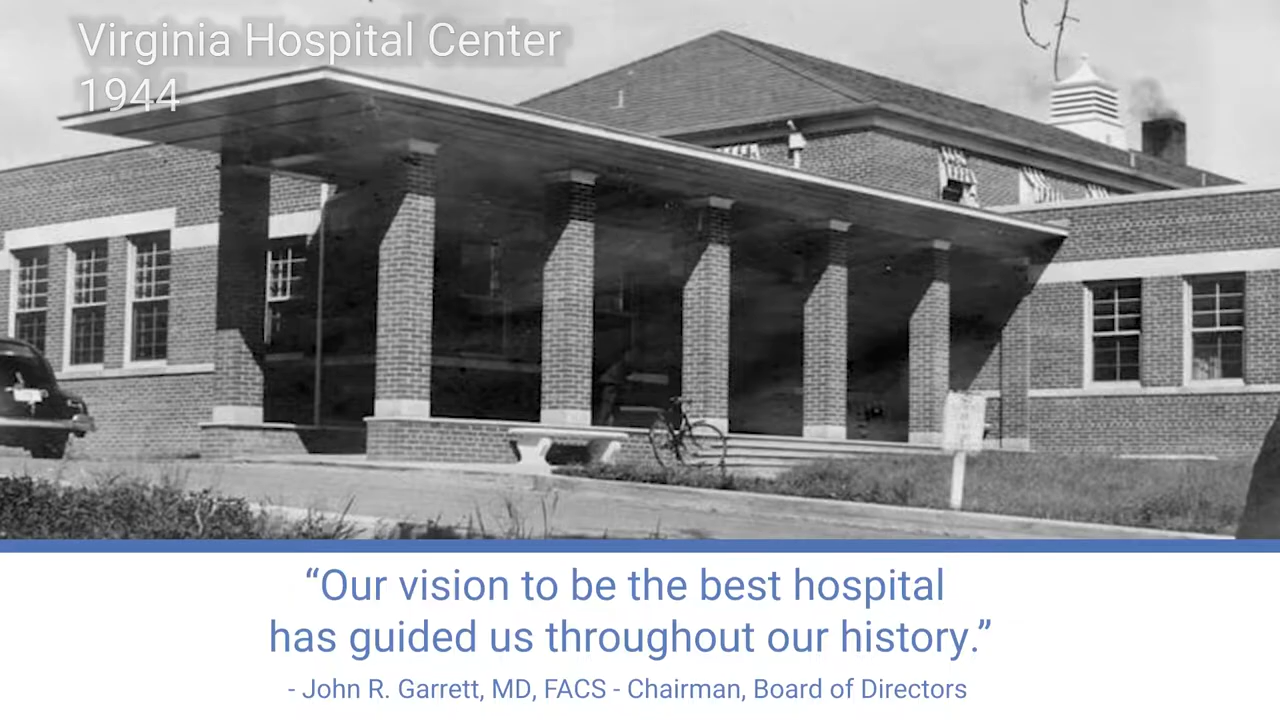 Virginia Hospital Center
1944
“Our vision to be the best hospital
has guided us throughout our history.”
- John R. Garrett, MD, FACS - Chairman, Board of Directors